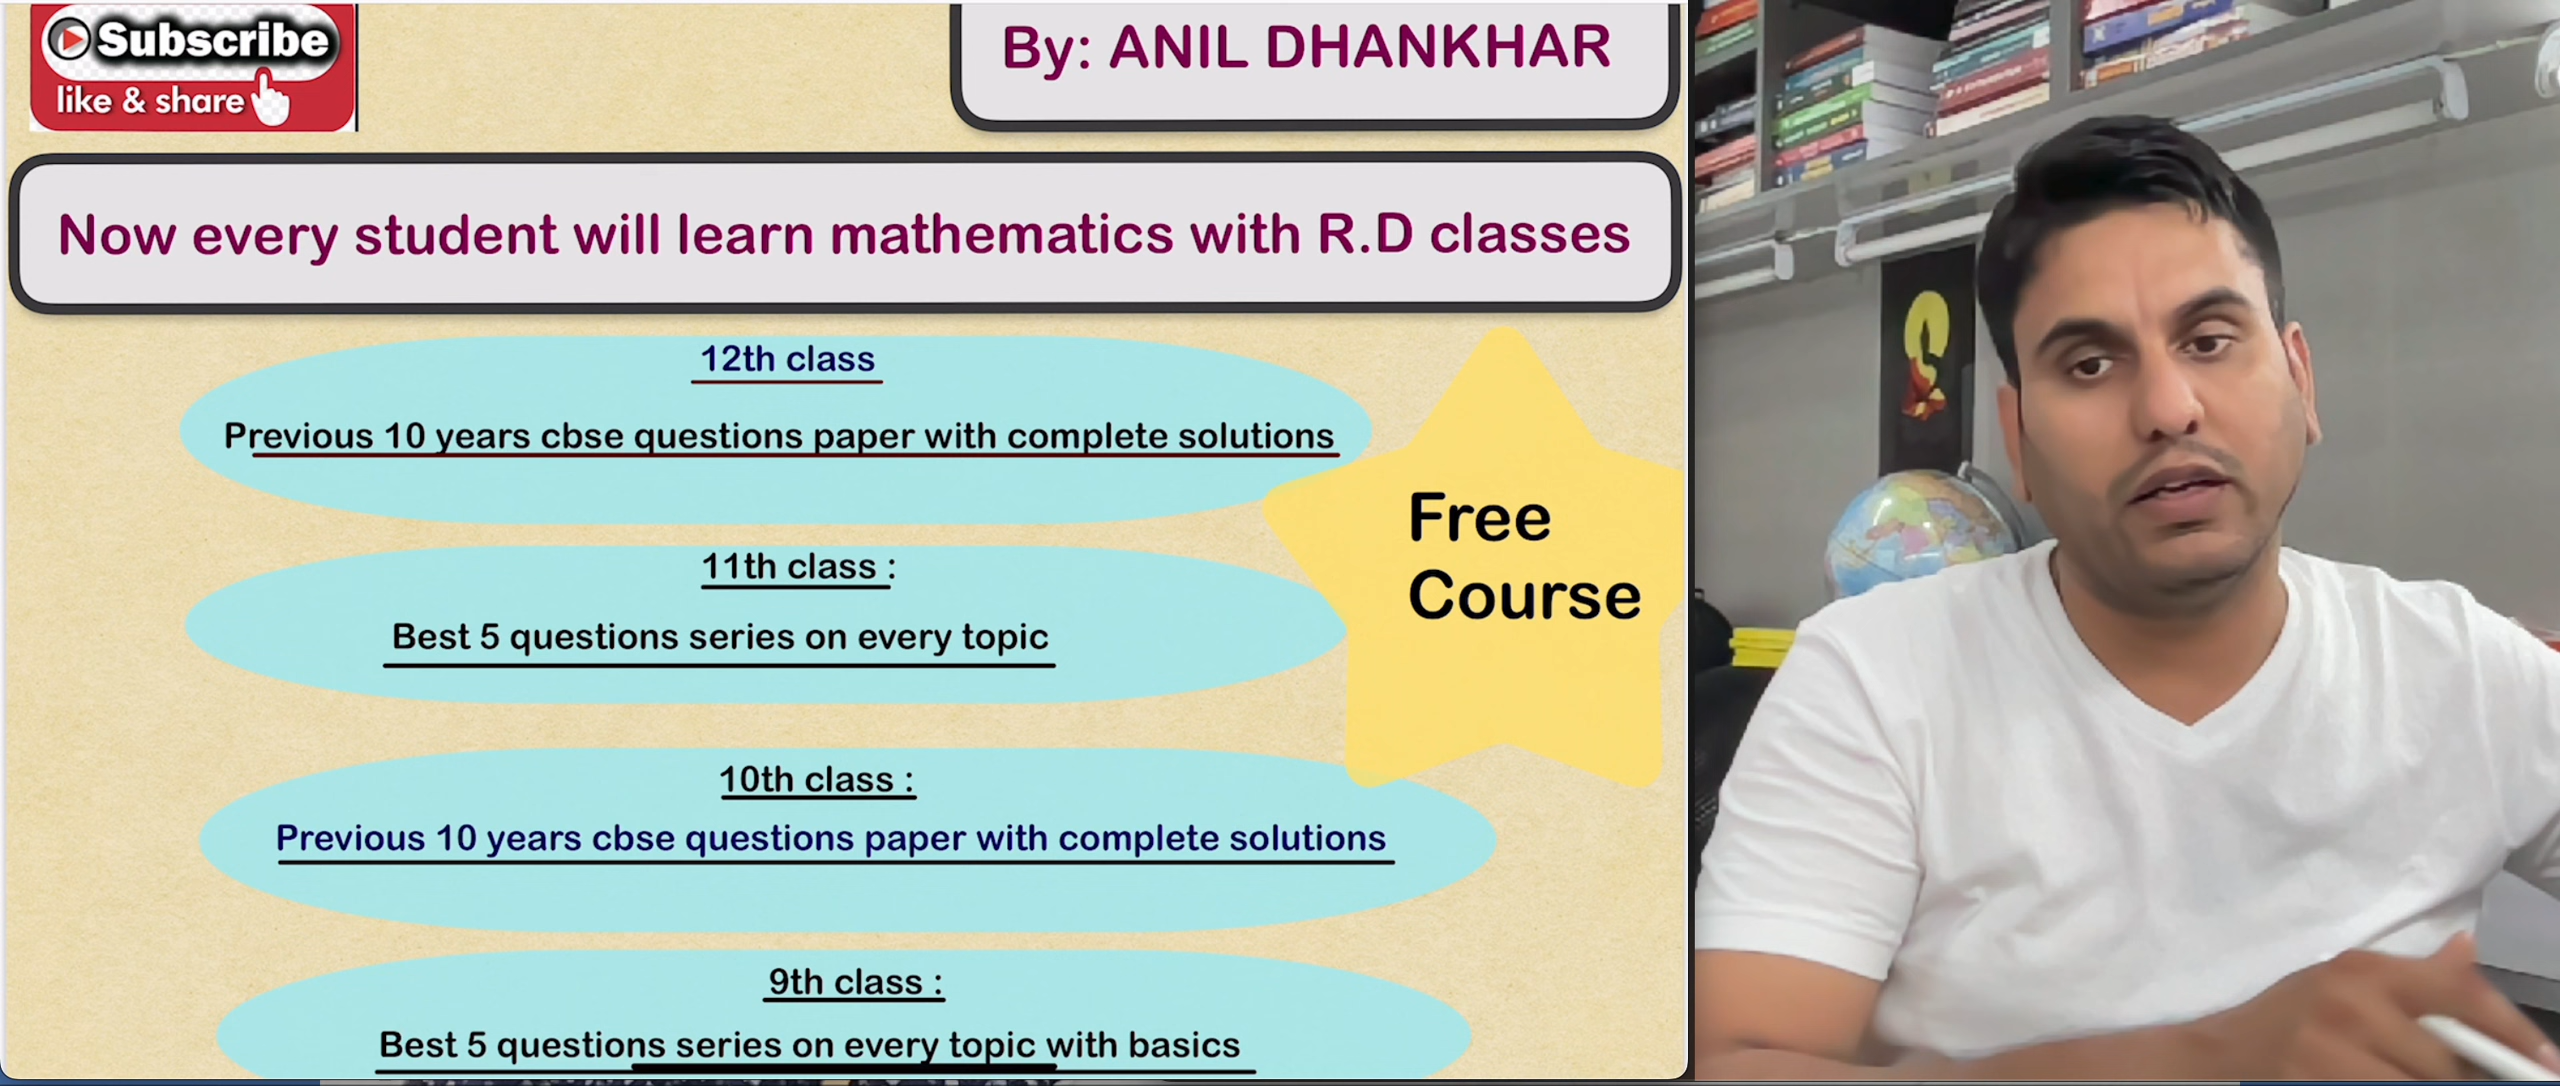 Subscribe
like & share
By: ANIL DHANKHAR
Now every student will learn mathematics with R.D classes
12th class
Previous 10 years cbse questions paper with complete solutions
11th class :
Best 5 questions series on every topic
Free
Course
10th class :
Previous 10 years cbse questions paper with complete solutions
9th class :
Best 5 questions series on every topic with basics